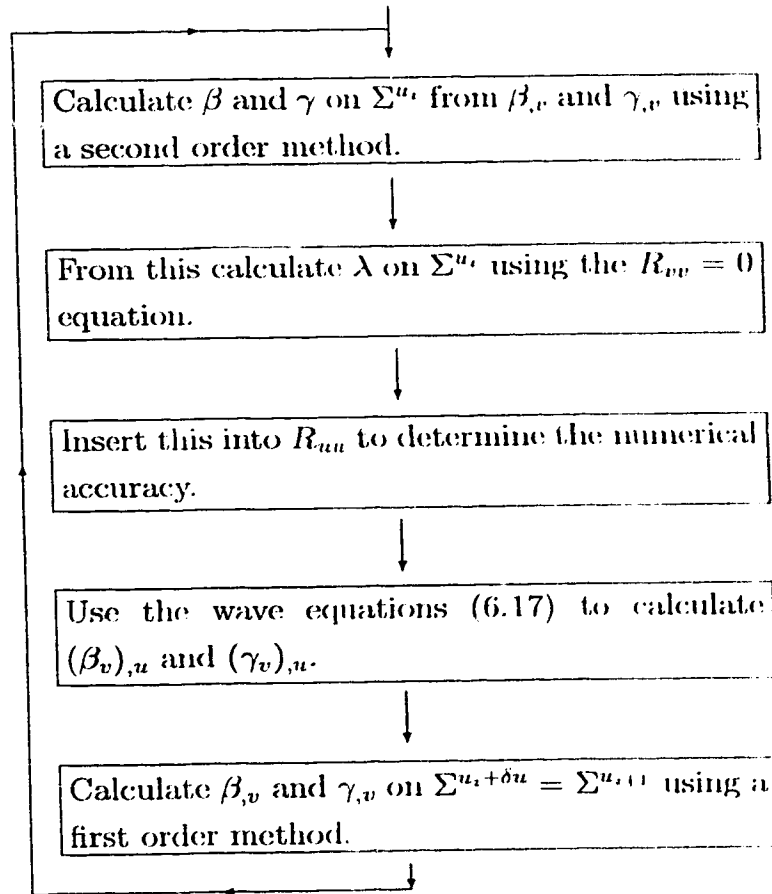 Calculate β and γ on Σ^{u_i} from β_{,v} and γ_{,v} using
a second order method.
From this calculate λ on Σ^{u_i} using the R_{vv} = 0
equation.
Insert this into R_{uu} to determine the numerical
accuracy.
Use the wave equations (6.17) to calculate
(β_v)_{,u} and (γ_v)_{,u}.
Calculate β_{,v} and γ_{,v} on Σ^{u_i+δu} = Σ^{u_{i+1}} using a
first order method.